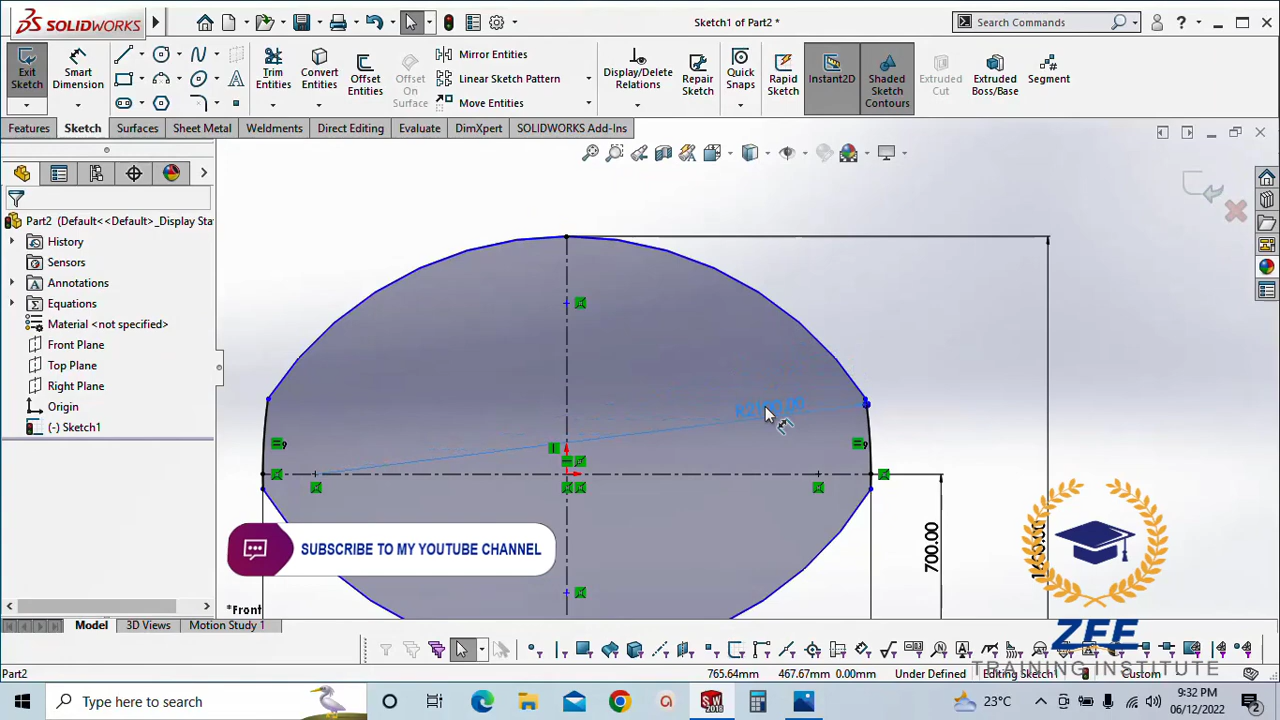 SOLIDWORKS
Sketch1 of Part2 *
Search Commands
Exit Sketch
Smart Dimension
Trim Entities
Convert Entities
Offset Entities
Offset On Surface
Mirror Entities
Linear Sketch Pattern
Move Entities
Display/Delete Relations
Repair Sketch
Quick Snaps
Rapid Sketch
Instant2D
Shaded Sketch Contours
Extruded Cut
Extruded Boss/Base
Segment
Features
Sketch
Surfaces
Sheet Metal
Weldments
Direct Editing
Evaluate
DimXpert
SOLIDWORKS Add-Ins
Part2 (Default<<Default>_Display Sta
History
Sensors
Annotations
Equations
Material <not specified>
Front Plane
Top Plane
Right Plane
Origin
(-) Sketch1
700.00
SUBSCRIBE TO MY YOUTUBE CHANNEL
*Front
ZEE
TRAINING INSTITUTE
Model
3D Views
Motion Study 1
Part2
765.64mm
467.67mm
0.00mm
Under Defined
Editing Sketch1
Custom
Type here to search
SW
2018
23°C
9:32 PM
06/12/2022
2